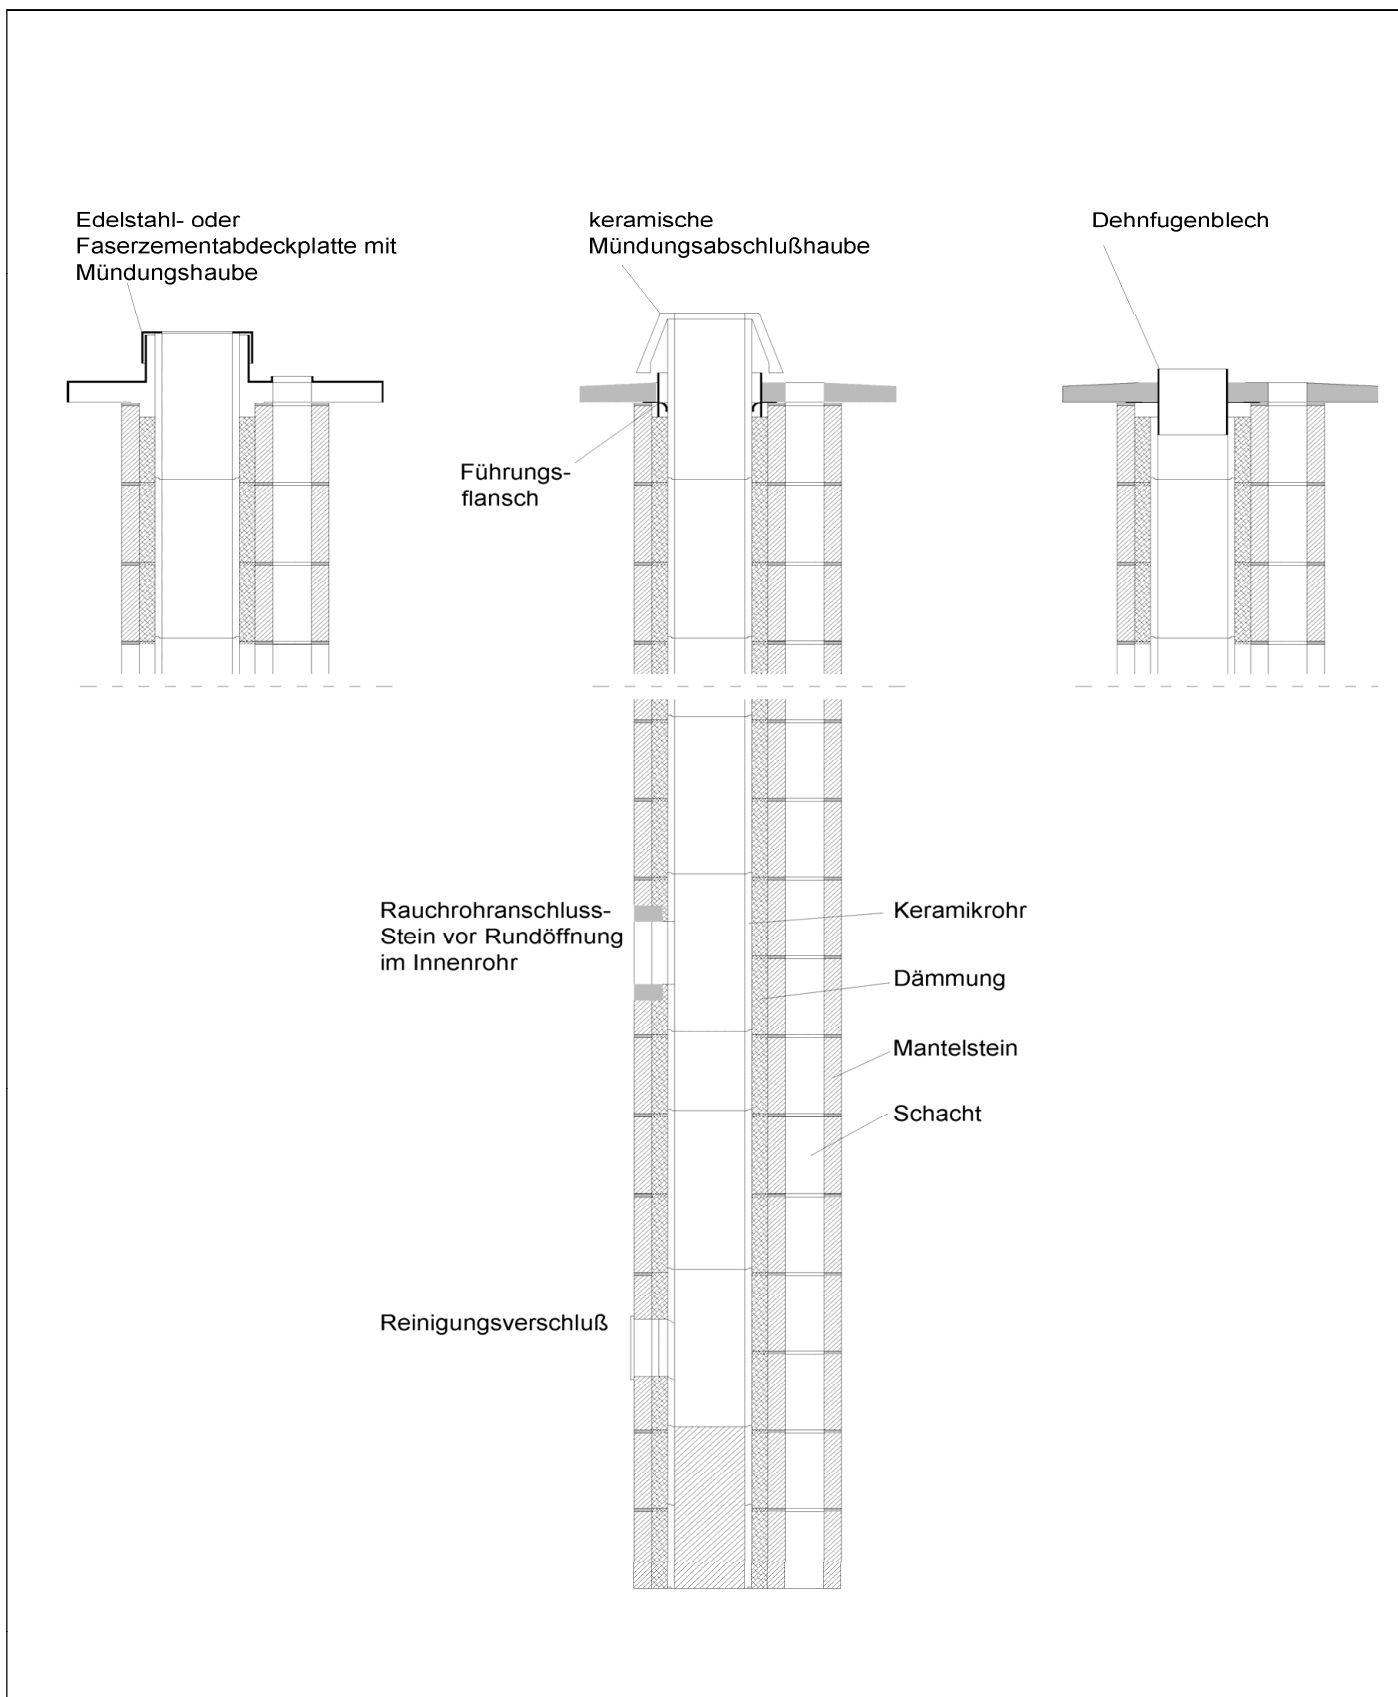 Edelstahl- oder
Faserzementabdeckplatte mit
Mündungshaube
keramische
Mündungsabschlußhaube
Dehnfugenblech
Führungs-
flansch
Rauchrohranschluss-
Stein vor Rundöffnung
im Innenrohr
Keramikrohr
Dämmung
Mantelstein
Schacht
Reinigungsverschluß